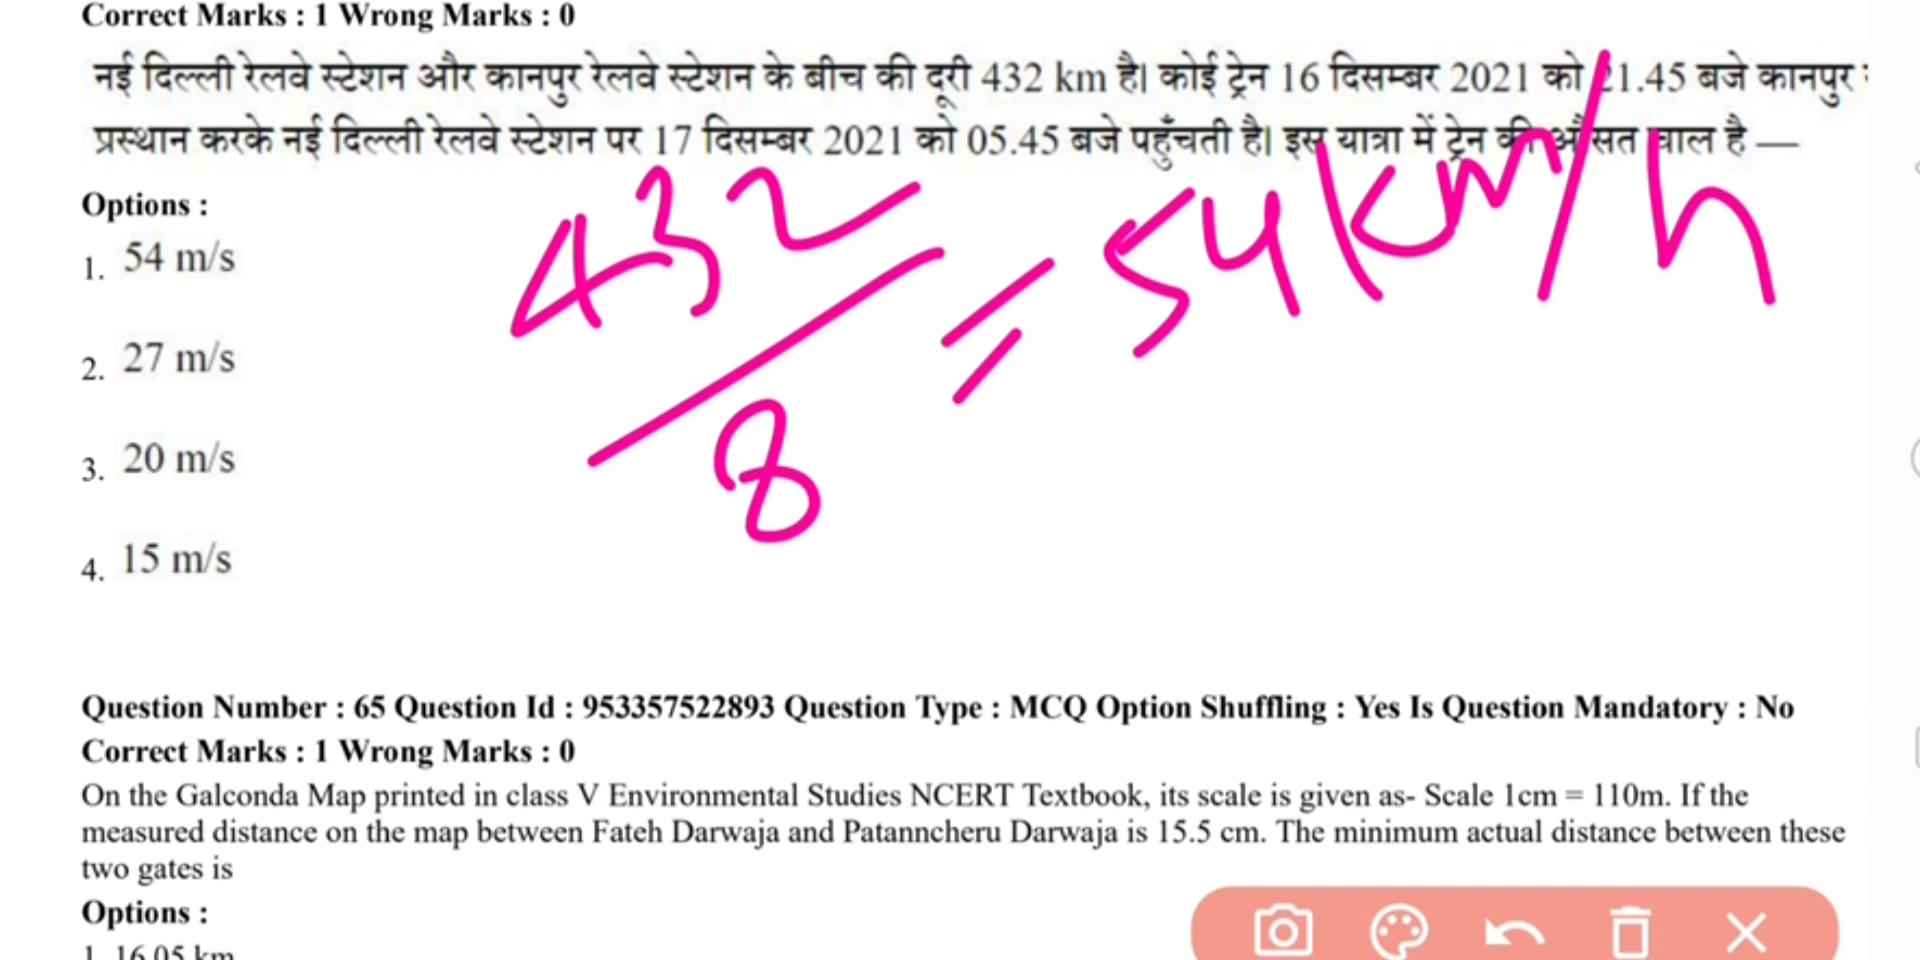 Correct Marks : 1 Wrong Marks : 0
नई दिल्ली रेलवे स्टेशन और कानपुर रेलवे स्टेशन के बीच की दूरी 432 km है। कोई ट्रेन 16 दिसम्बर 2021 को 21.45 बजे कानपुर
प्रस्थान करके नई दिल्ली रेलवे स्टेशन पर 17 दिसम्बर 2021 को 05.45 बजे पहुँचती है। इस यात्रा में ट्रेन की औसत चाल है —
Options :
1. 54 m/s
2. 27 m/s
3. 20 m/s
4. 15 m/s
432
8
= 54 km/h
Question Number : 65 Question Id : 953357522893 Question Type : MCQ Option Shuffling : Yes Is Question Mandatory : No
Correct Marks : 1 Wrong Marks : 0
On the Galconda Map printed in class V Environmental Studies NCERT Textbook, its scale is given as- Scale 1cm = 110m. If the
measured distance on the map between Fateh Darwaja and Patanncheru Darwaja is 15.5 cm. The minimum actual distance between these
two gates is
Options :
1. 16.05 km